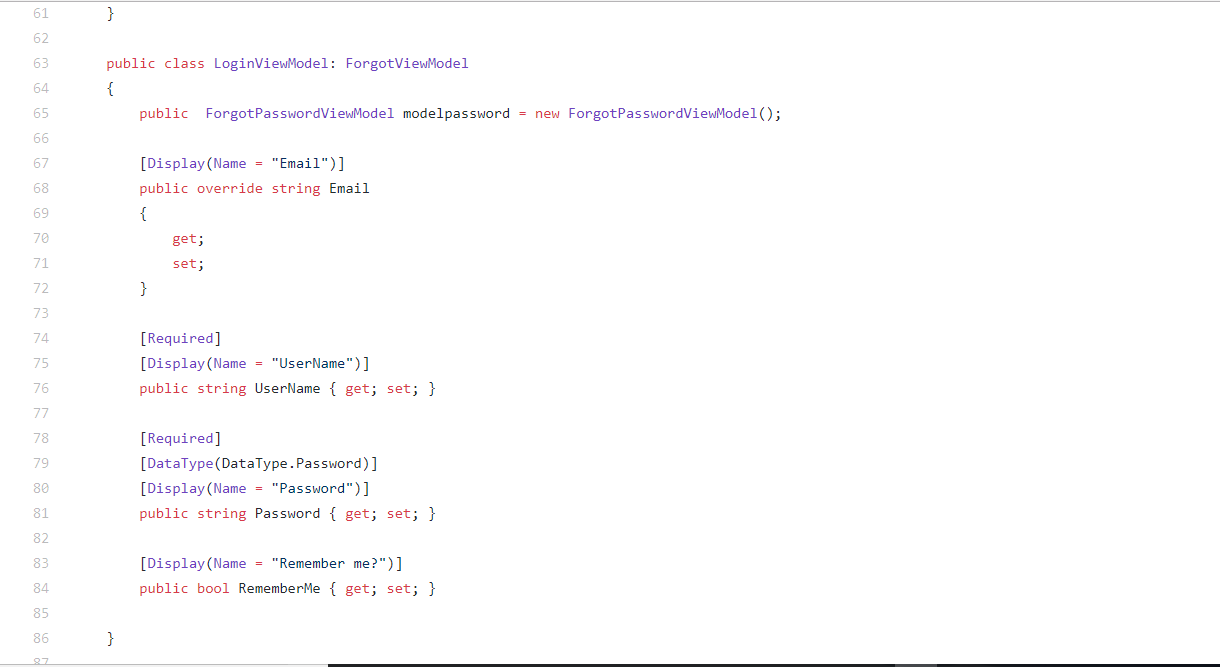 61 }
62
63 public class LoginViewModel: ForgotViewModel
64 {
65 public  ForgotPasswordViewModel modelpassword = new ForgotPasswordViewModel();
66
67 [Display(Name = "Email")]
68 public override string Email
69 {
70 get;
71 set;
72 }
73
74 [Required]
75 [Display(Name = "UserName")]
76 public string UserName { get; set; }
77
78 [Required]
79 [DataType(DataType.Password)]
80 [Display(Name = "Password")]
81 public string Password { get; set; }
82
83 [Display(Name = "Remember me?")]
84 public bool RememberMe { get; set; }
85
86 }
87